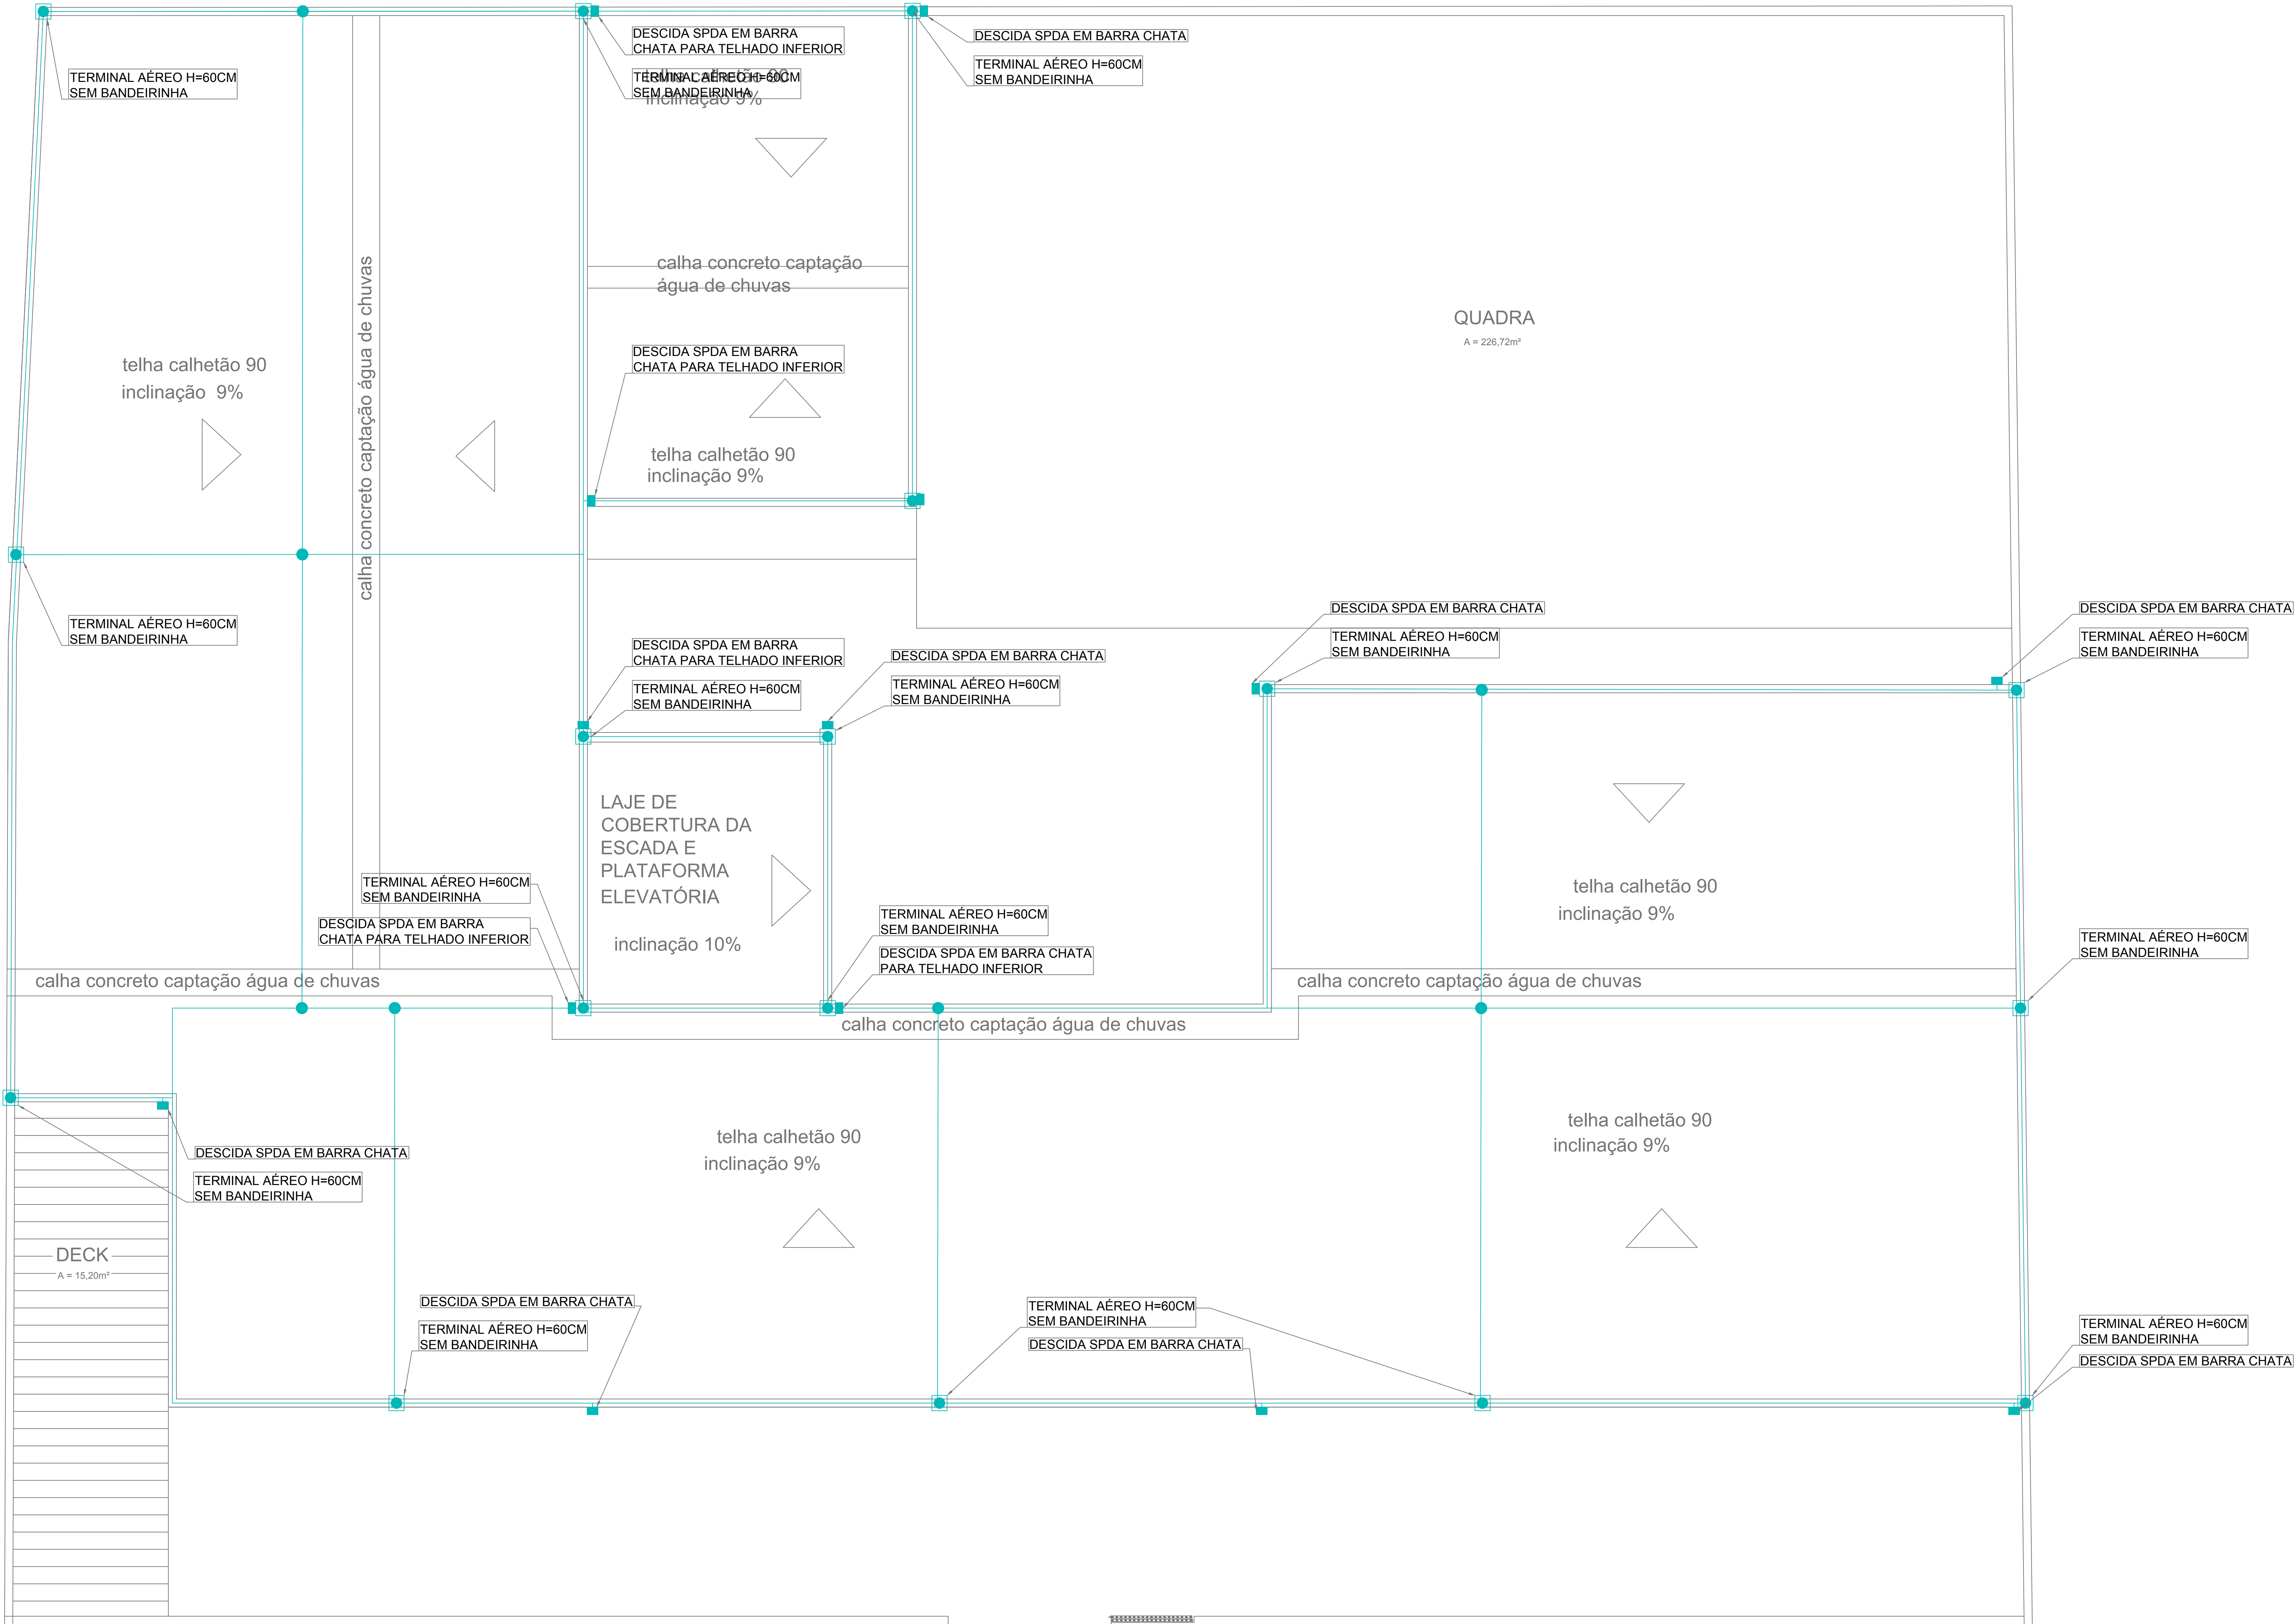 DESCIDA SPDA EM BARRA
CHATA PARA TELHADO INFERIOR
DESCIDA SPDA EM BARRA CHATA
TERMINAL AÉREO H=60CM
SEM BANDEIRINHA
TERMINAL AÉREO H=60CM
SEM BANDEIRINHA
telha calhetão 90
inclinação 9%
TERMINAL AÉREO H=60CM
SEM BANDEIRINHA
calha concreto captação
água de chuvas
calha concreto captação água de chuvas
QUADRA
A = 226,72m²
DESCIDA SPDA EM BARRA
CHATA PARA TELHADO INFERIOR
telha calhetão 90
inclinação 9%
telha calhetão 90
inclinação 9%
TERMINAL AÉREO H=60CM
SEM BANDEIRINHA
DESCIDA SPDA EM BARRA CHATA
TERMINAL AÉREO H=60CM
SEM BANDEIRINHA
DESCIDA SPDA EM BARRA CHATA
TERMINAL AÉREO H=60CM
SEM BANDEIRINHA
DESCIDA SPDA EM BARRA
CHATA PARA TELHADO INFERIOR
TERMINAL AÉREO H=60CM
SEM BANDEIRINHA
DESCIDA SPDA EM BARRA CHATA
TERMINAL AÉREO H=60CM
SEM BANDEIRINHA
LAJE DE
COBERTURA DA
ESCADA E
PLATAFORMA
ELEVATÓRIA
inclinação 10%
TERMINAL AÉREO H=60CM
SEM BANDEIRINHA
DESCIDA SPDA EM BARRA
CHATA PARA TELHADO INFERIOR
TERMINAL AÉREO H=60CM
SEM BANDEIRINHA
DESCIDA SPDA EM BARRA CHATA
PARA TELHADO INFERIOR
telha calhetão 90
inclinação 9%
TERMINAL AÉREO H=60CM
SEM BANDEIRINHA
calha concreto captação água de chuvas
calha concreto captação água de chuvas
calha concreto captação água de chuvas
DESCIDA SPDA EM BARRA CHATA
TERMINAL AÉREO H=60CM
SEM BANDEIRINHA
telha calhetão 90
inclinação 9%
telha calhetão 90
inclinação 9%
DECK
A = 15,20m²
DESCIDA SPDA EM BARRA CHATA
TERMINAL AÉREO H=60CM
SEM BANDEIRINHA
TERMINAL AÉREO H=60CM
SEM BANDEIRINHA
DESCIDA SPDA EM BARRA CHATA
TERMINAL AÉREO H=60CM
SEM BANDEIRINHA
DESCIDA SPDA EM BARRA CHATA